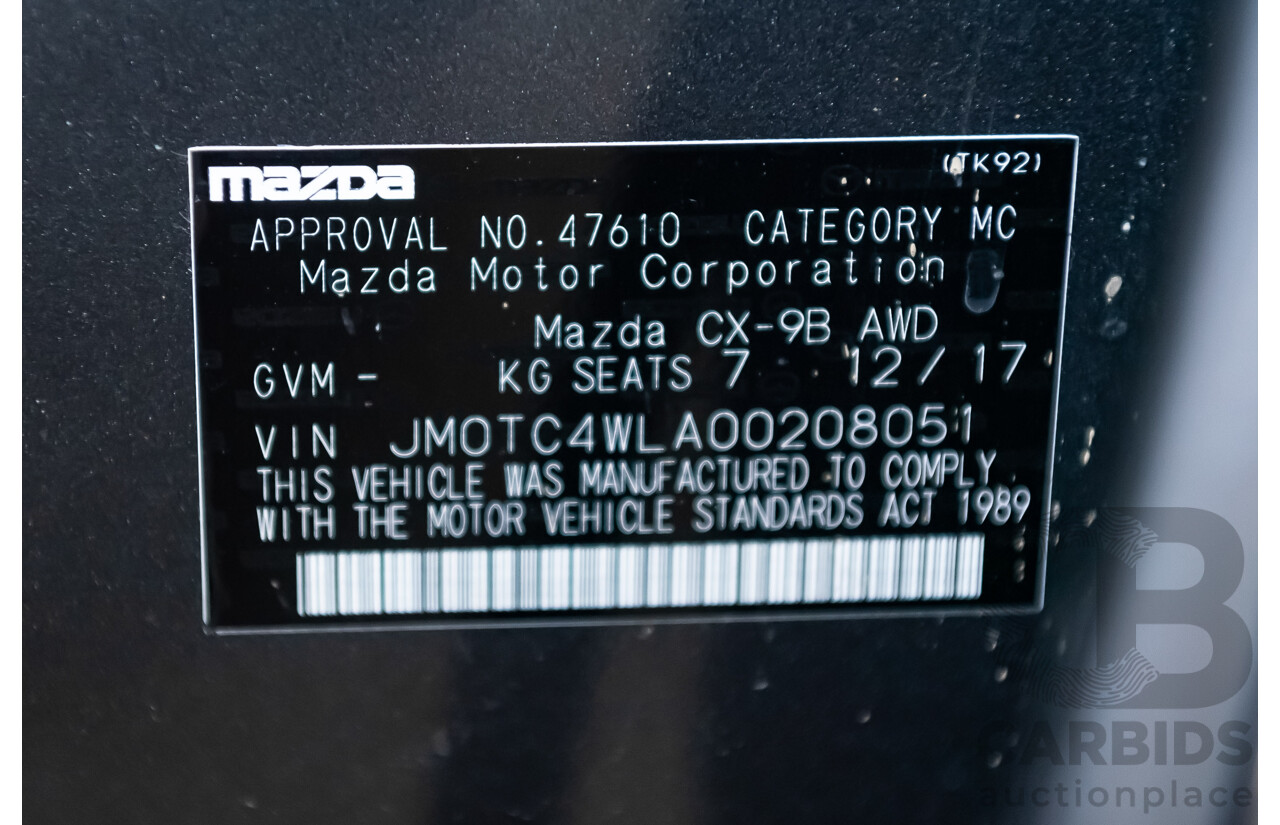 mazda (TK92)
APPROVAL NO. 47610 CATEGORY MC
Mazda Motor Corporation
Mazda CX-9B AWD
GVM - KG SEATS 7 12/17
VIN JM0TC4WLA00208051
THIS VEHICLE WAS MANUFACTURED TO COMPLY
WITH THE MOTOR VEHICLE STANDARDS ACT 1989
CARBIDS
auctionplace